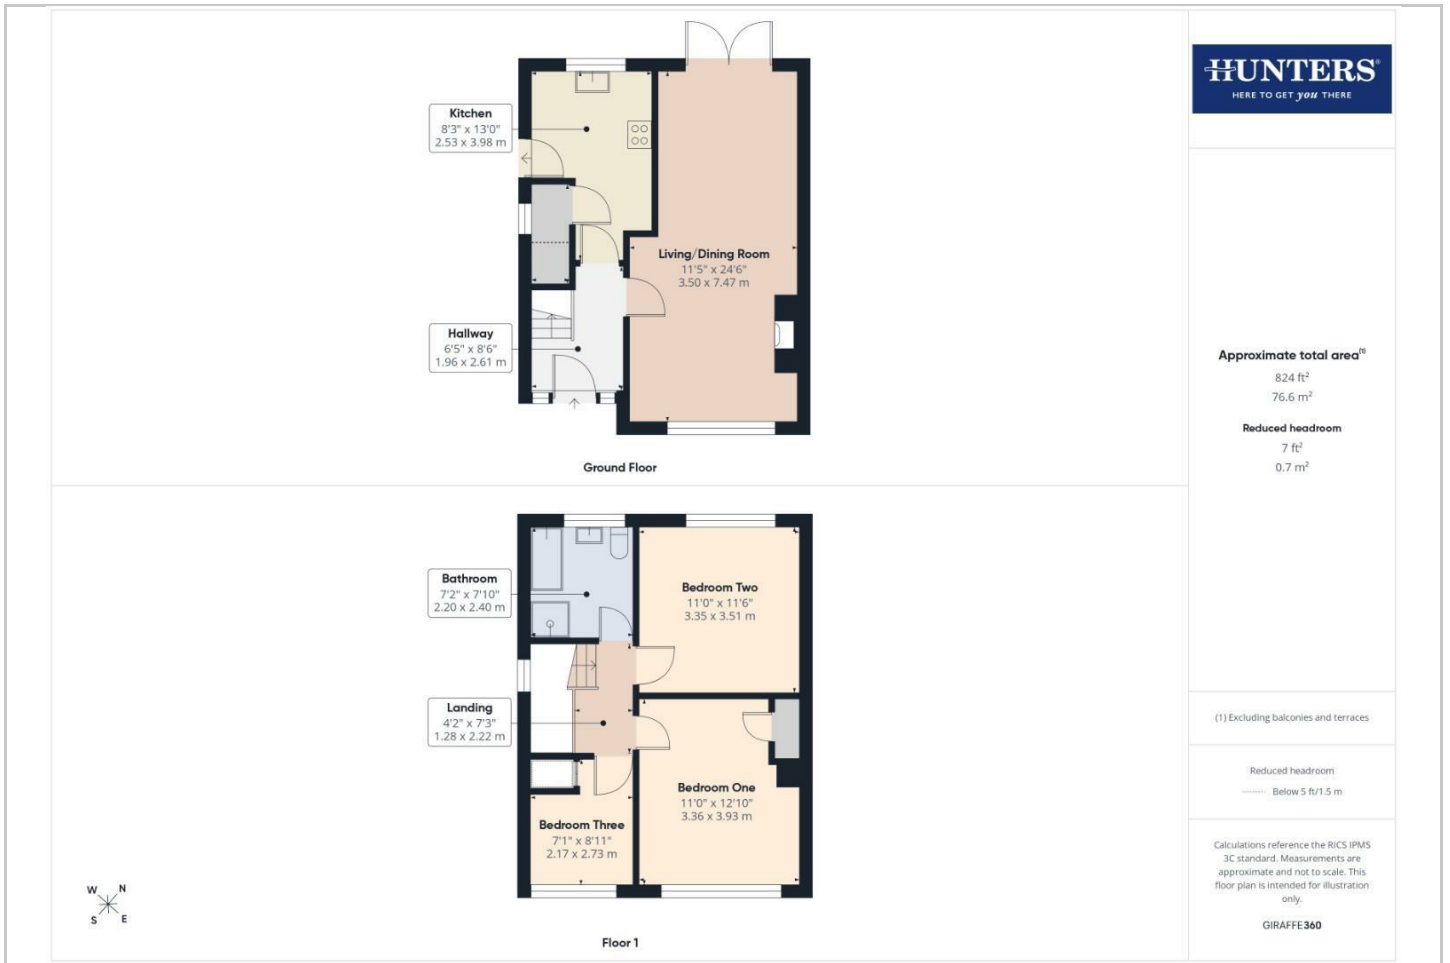 Kitchen
8'3" x 13'0"
2.53 x 3.98 m
Living/Dining Room
11'5" x 24'6"
3.50 x 7.47 m
Hallway
6'5" x 8'6"
1.96 x 2.61 m
Ground Floor
Bathroom
7'2" x 7'10"
2.20 x 2.40 m
Bedroom Two
11'0" x 11'6"
3.35 x 3.51 m
Landing
4'2" x 7'3"
1.28 x 2.22 m
Bedroom One
11'0" x 12'10"
3.36 x 3.93 m
Bedroom Three
7'1" x 8'11"
2.17 x 2.73 m
W N
S E
Floor 1
HUNTERS®
HERE TO GET you THERE
Approximate total area(1)
824 ft²
76.6 m²
Reduced headroom
7 ft²
0.7 m²
(1) Excluding balconies and terraces
Reduced headroom
Below 5 ft/1.5 m
Calculations reference the RICS IPMS
3C standard. Measurements are
approximate and not to scale. This
floor plan is intended for illustration
only.
GIRAFFE360